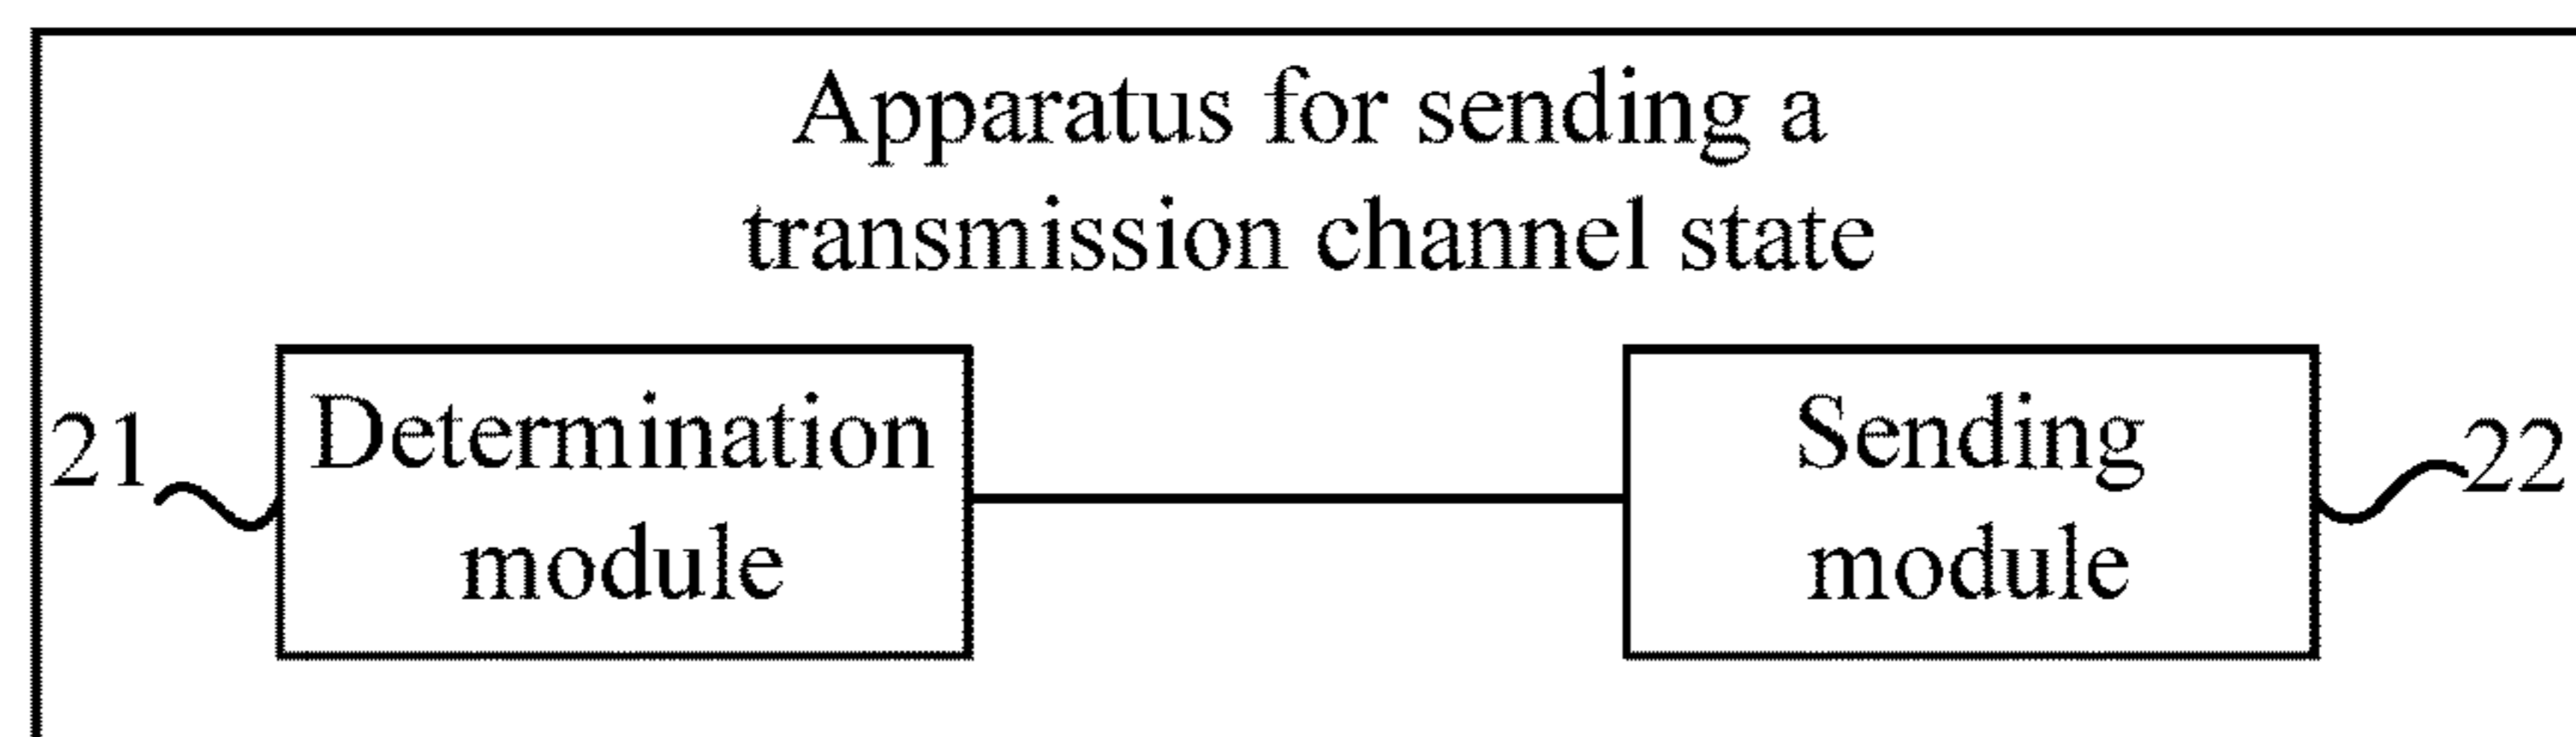 Apparatus for sending a
transmission channel state
21
Determination
module
Sending
module
22